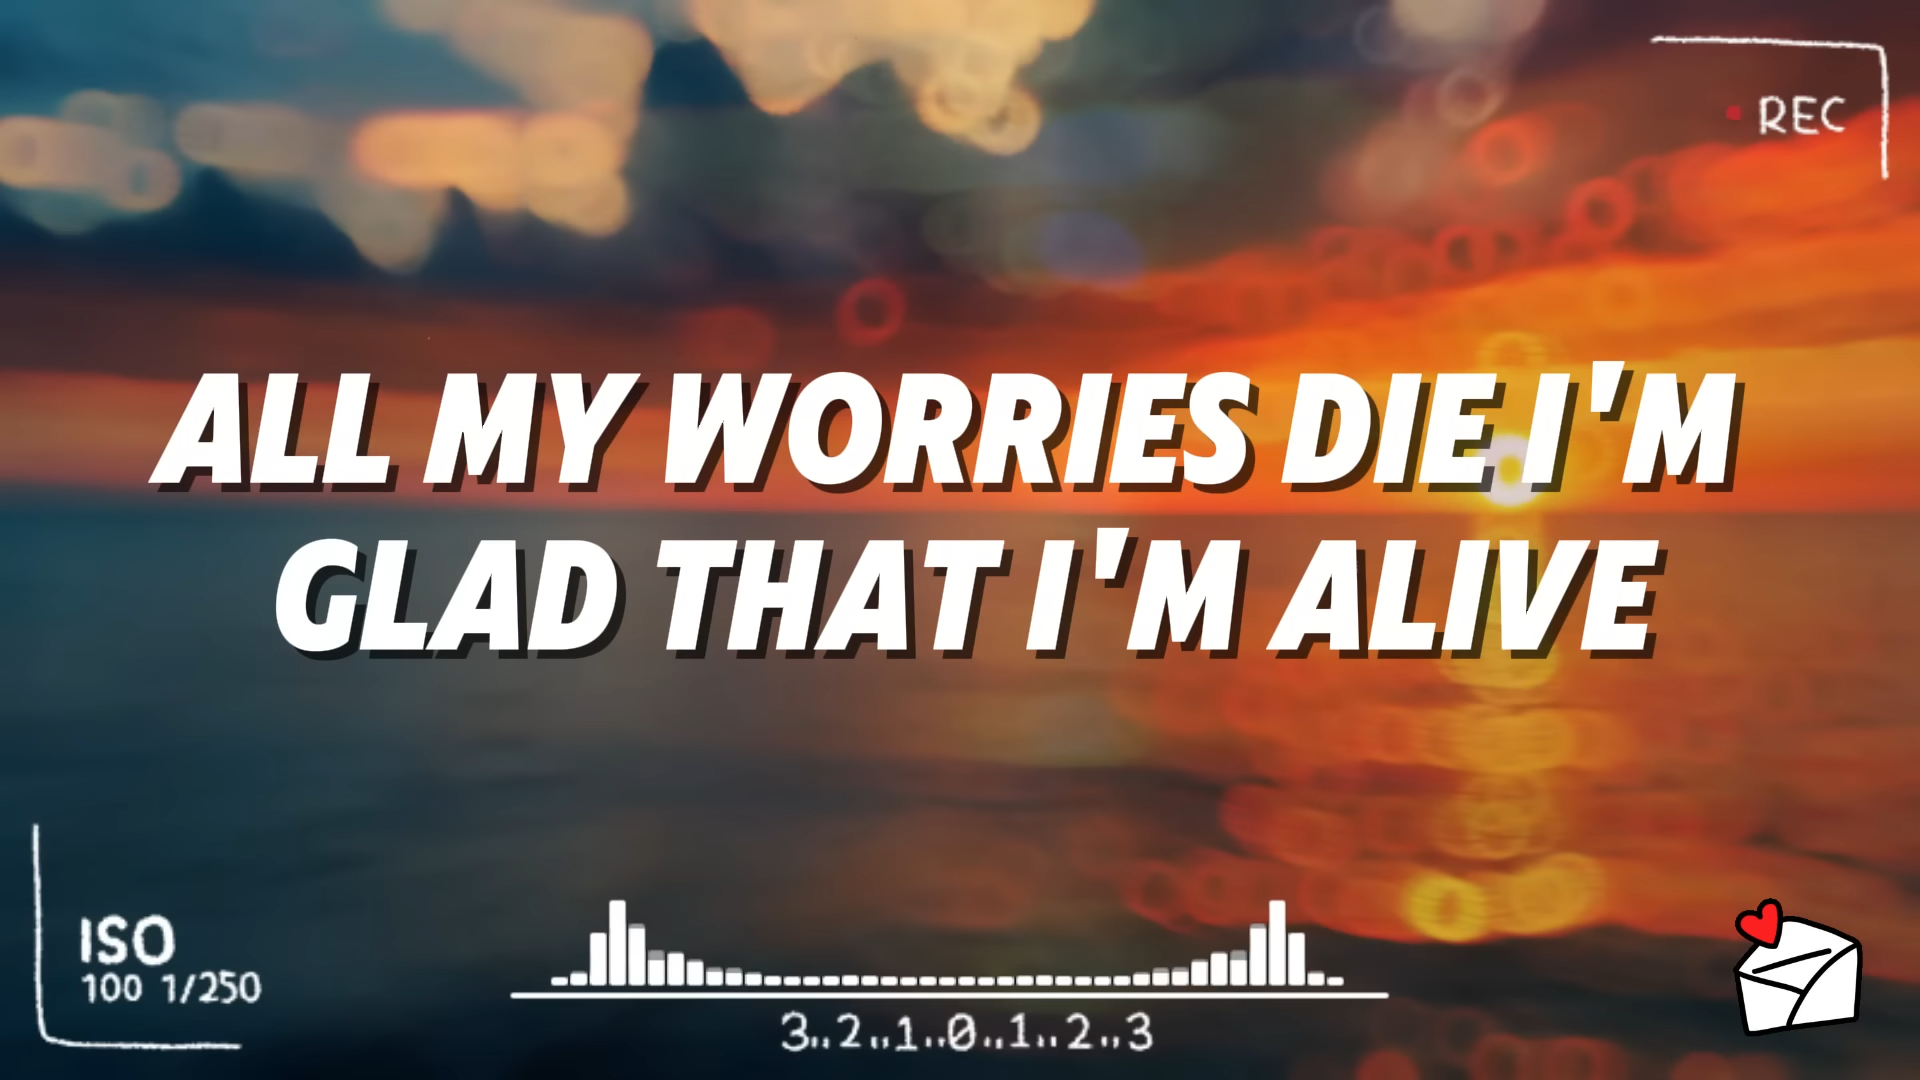 REC
ALL MY WORRIES DIE I'M
GLAD THAT I'M ALIVE
ISO
100 1/250
3..2..1..0..1..2..3